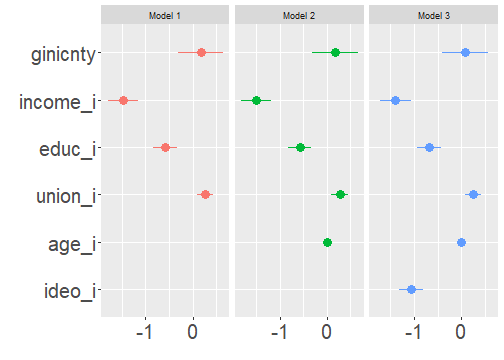 Model 1 Model 2 Model 3
ginicnty
income_i
educ_i
union_i
age_i
ideo_i
-1 0 -1 0 -1 0